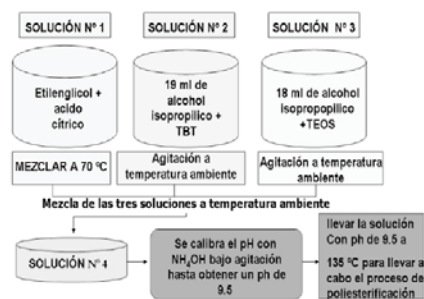 SOLUCIÓN Nº 1
SOLUCIÓN Nº 2
SOLUCIÓN Nº 3
Etilenglicol +
acido
cítrico
19 ml de
alcohol
isopropilico +
TBT
18 ml de
alcohol
isopropopilico
+TEOS
MEZCLAR A 70 ºC
Agitación a
temperatura ambiente
Agitación a temperatura
ambiente
Mezcla de las tres soluciones a temperatura ambiente
SOLUCIÓN Nº 4
Se calibra el pH con
NH₄OH bajo agitación
hasta obtener un ph de
9.5
llevar la solución
Con ph de 9.5 a
135 ºC para llevar a
cabo el proceso de
poliesterificación